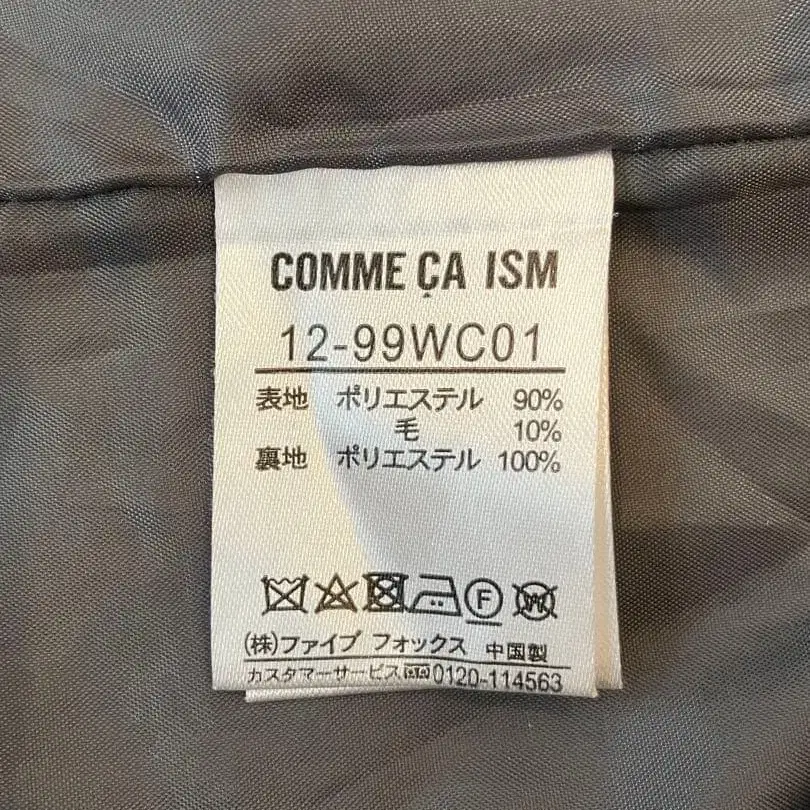 COMME ÇA ISM
12-99WC01
表地 ポリエステル 90%
毛 10%
裏地 ポリエステル 100%
F W
(株)ファイブ フォックス 中国製
カスタマーサービス 0120-114563